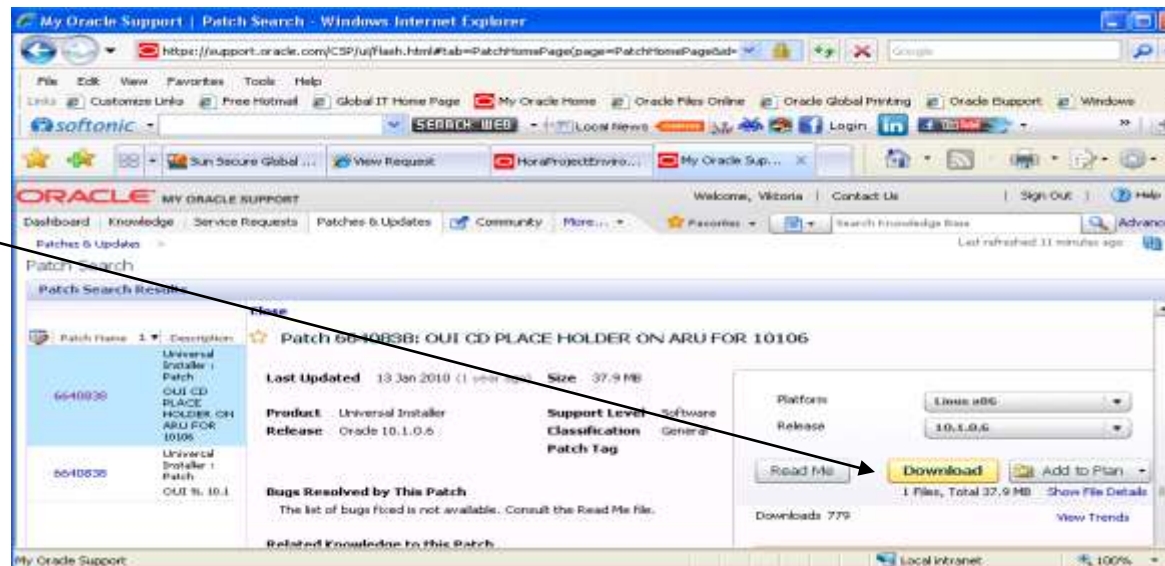 My Oracle Support | Patch Search - Windows Internet Explorer
https://support.oracle.com/CSP/ui/flash.html#tab=PatchHomePage(page=PatchHomePage&id=
Google
File Edit View Favorites Tools Help
Links Customize Links Free Hotmail Global IT Home Page My Oracle Home Oracle Files Online Oracle Global Printing Oracle Support Windows
softonic SEARCH WEB Local News Login
Sun Secure Global ... View Request HoraProjectEnviro... My Oracle Sup...
ORACLE MY ORACLE SUPPORT Welcome, Viktoria | Contact Us | Sign Out | Help
Dashboard Knowledge Service Requests Patches & Updates Community More... Favorites Search Knowledge Base Advanc
Patches & Updates > Last refreshed 11 minutes ago
Patch Search
Patch Search Results
Close
Patch Name 1 Description
Patch 6640838: OUI CD PLACE HOLDER ON ARU FOR 10106
6640838 Universal Installer : Patch OUI CD PLACE HOLDER ON ARU FOR 10106
6640838 Universal Installer : Patch OUI %. 10.1
Last Updated 13 Jan 2010 (1 year ago) Size 37.9 MB
Product Universal Installer Support Level Software
Release Oracle 10.1.0.6 Classification General
Patch Tag
Bugs Resolved by This Patch
The list of bugs fixed is not available. Consult the Read Me file.
Related Knowledge to this Patch
Platform Linux x86
Release 10.1.0.6
Read Me Download Add to Plan
1 Files, Total 37.9 MB Show File Details
Downloads 779 View Trends
My Oracle Support Local intranet 100%